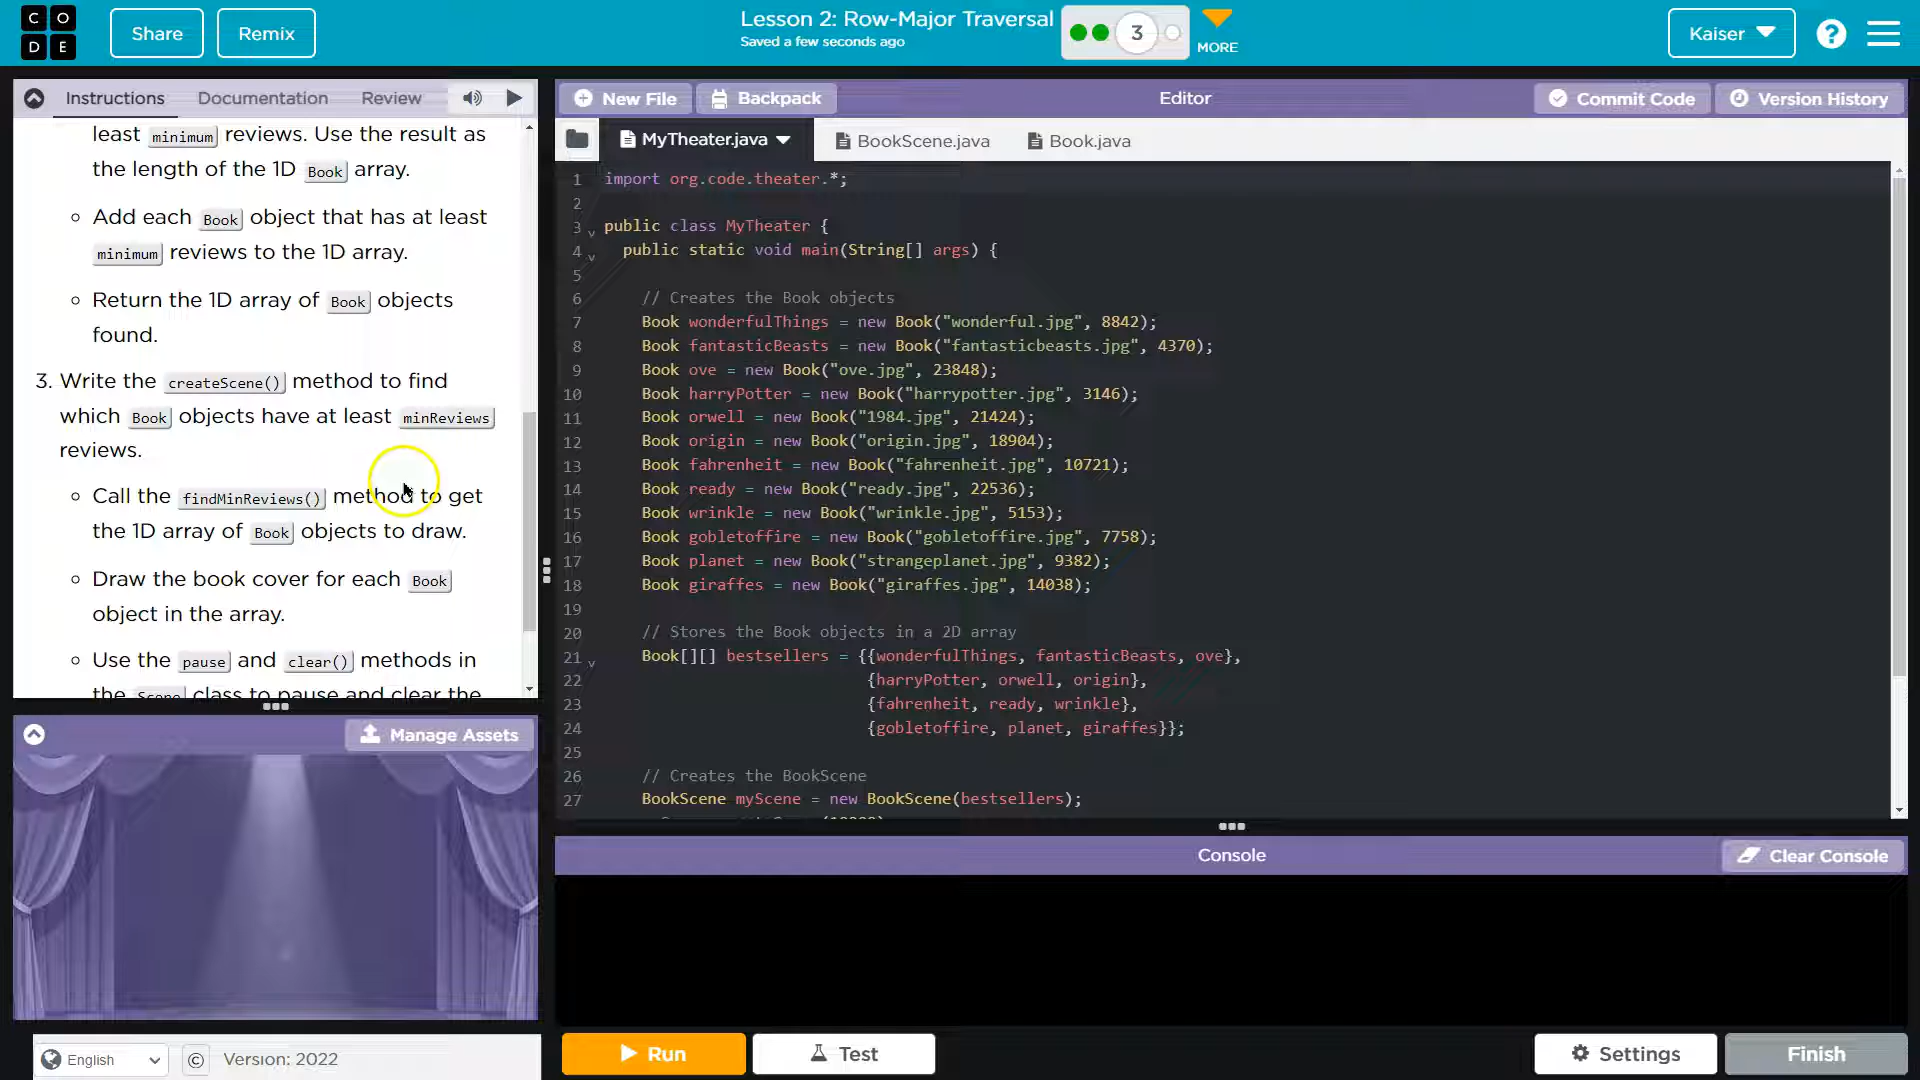 CODE
Share
Remix
Lesson 2: Row-Major Traversal
Saved a few seconds ago
3
MORE
Kaiser
?
Instructions
Documentation
Review
least minimum reviews. Use the result as
the length of the 1D Book array.
Add each Book object that has at least
minimum reviews to the 1D array.
Return the 1D array of Book objects
found.
3. Write the createScene() method to find
which Book objects have at least minReviews
reviews.
Call the findMinReviews() method to get
the 1D array of Book objects to draw.
Draw the book cover for each Book
object in the array.
Use the pause and clear() methods in
the Scene class to pause and clear the
Manage Assets
English
© Version: 2022
New File
Backpack
Editor
Commit Code
Version History
MyTheater.java
BookScene.java
Book.java
1 import org.code.theater.*;
2
3 public class MyTheater {
4 public static void main(String[] args) {
5
6 // Creates the Book objects
7 Book wonderfulThings = new Book("wonderful.jpg", 8842);
8 Book fantasticBeasts = new Book("fantasticbeasts.jpg", 4370);
9 Book ove = new Book("ove.jpg", 23848);
10 Book harryPotter = new Book("harrypotter.jpg", 3146);
11 Book orwell = new Book("1984.jpg", 21424);
12 Book origin = new Book("origin.jpg", 18904);
13 Book fahrenheit = new Book("fahrenheit.jpg", 10721);
14 Book ready = new Book("ready.jpg", 22536);
15 Book wrinkle = new Book("wrinkle.jpg", 5153);
16 Book gobletoffire = new Book("gobletoffire.jpg", 7758);
17 Book planet = new Book("strangeplanet.jpg", 9382);
18 Book giraffes = new Book("giraffes.jpg", 14038);
19
20 // Stores the Book objects in a 2D array
21 Book[][] bestsellers = {{wonderfulThings, fantasticBeasts, ove},
22 {harryPotter, orwell, origin},
23 {fahrenheit, ready, wrinkle},
24 {gobletoffire, planet, giraffes}};
25
26 // Creates the BookScene
27 BookScene myScene = new BookScene(bestsellers);
Console
Clear Console
Run
Test
Settings
Finish